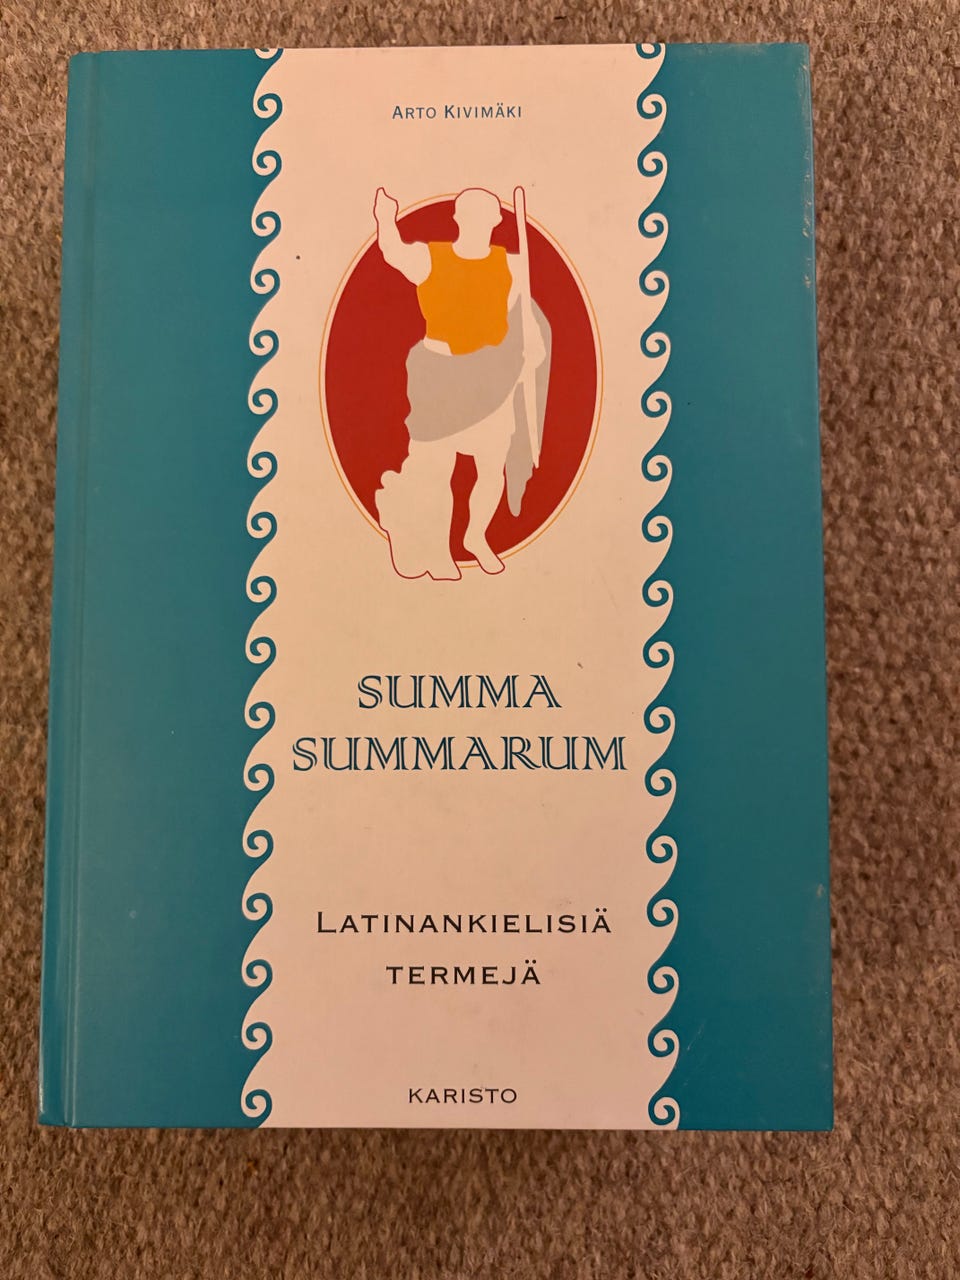 Arto Kivimäki
SUMMA
SUMMARUM
Latinankielisiä
termejä
KARISTO